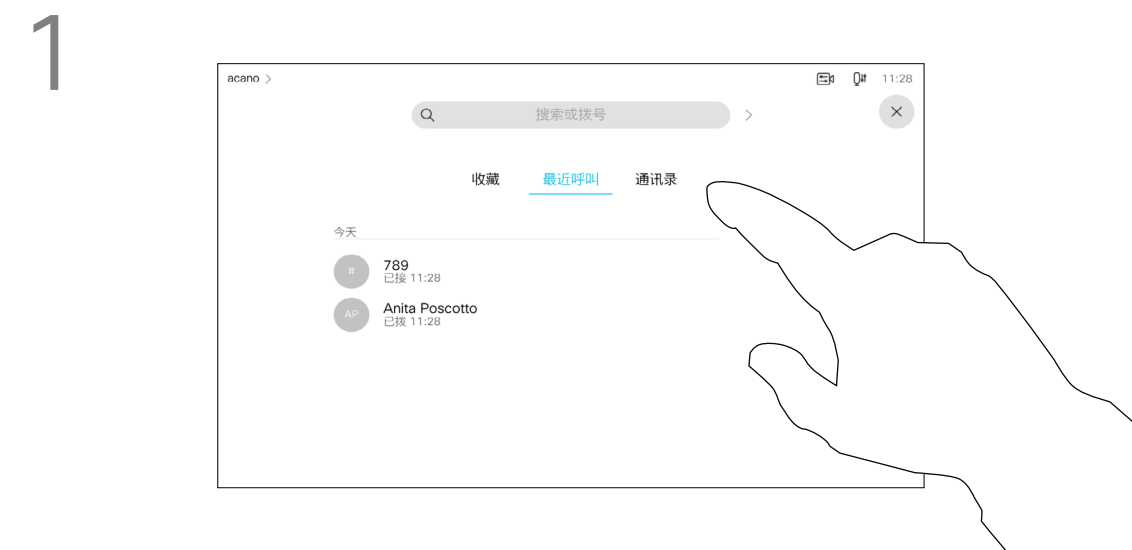 1
acano >
11:28
搜索或拨号
收藏 最近呼叫 通讯录
今天
# 789
已接 11:28
AP Anita Poscotto
已拨 11:28